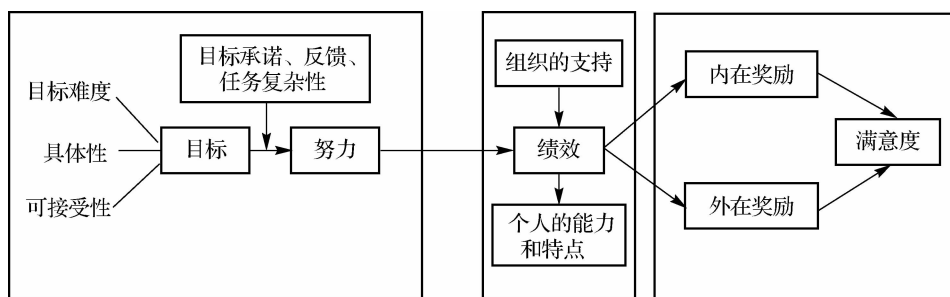 目标难度
具体性
可接受性
目标承诺、反馈、
任务复杂性
目标
努力
组织的支持
绩效
个人的能力
和特点
内在奖励
外在奖励
满意度